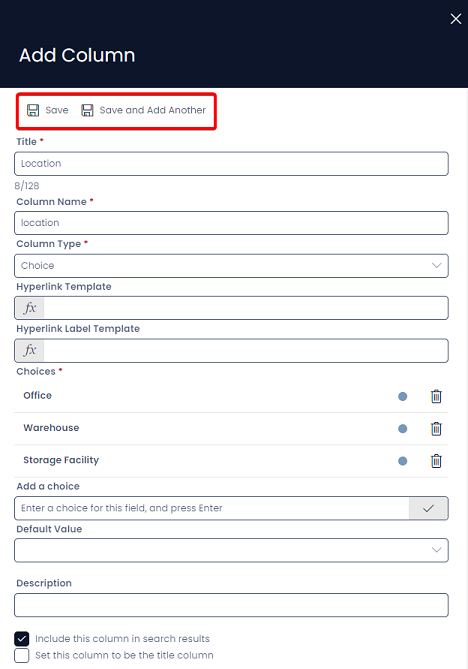 Add Column
Save Save and Add Another
Title *
Location
8/128
Column Name *
location
Column Type *
Choice
Hyperlink Template
fx
Hyperlink Label Template
fx
Choices *
Office
Warehouse
Storage Facility
Add a choice
Enter a choice for this field, and press Enter
Default Value
Description
Include this column in search results
Set this column to be the title column